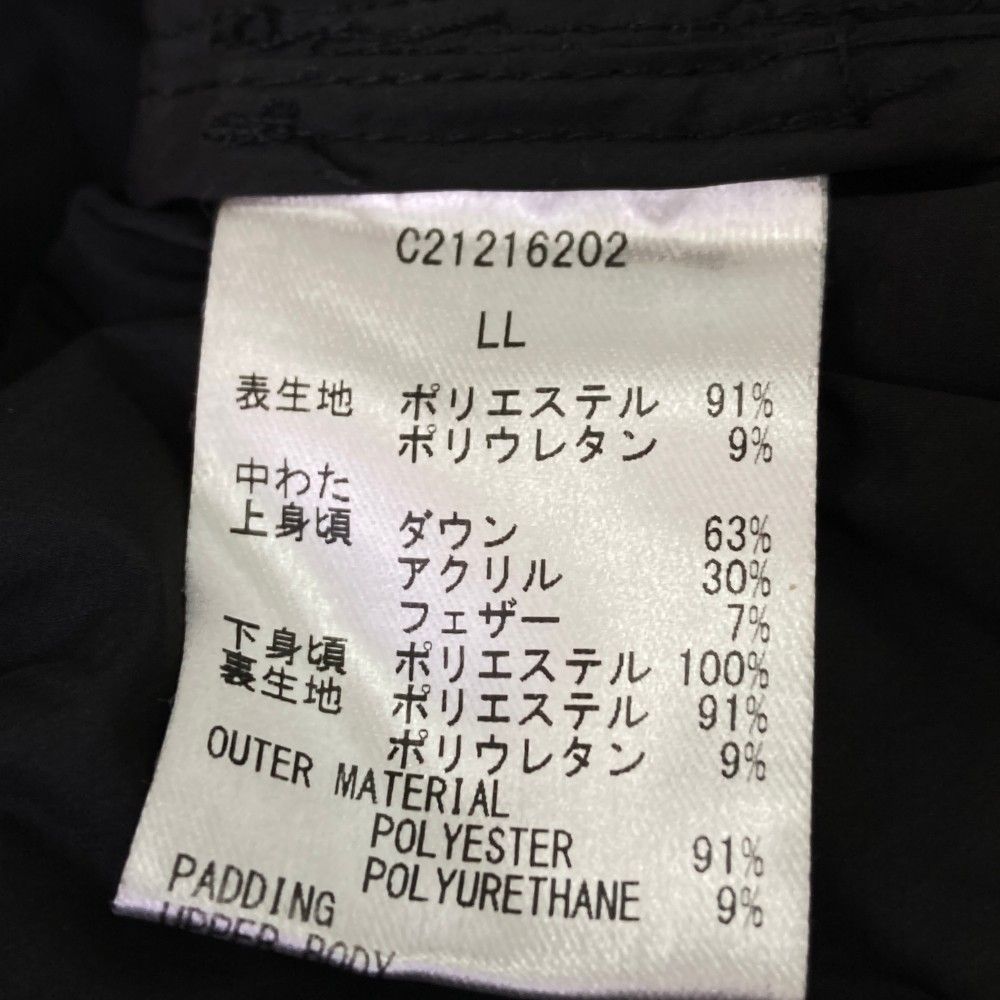 C21216202
LL
表生地 ポリエステル 91%
ポリウレタン 9%
中わた
上身頃 ダウン 63%
アクリル 30%
フェザー 7%
下身頃 ポリエステル 100%
裏生地 ポリエステル 91%
ポリウレタン 9%
OUTER MATERIAL
POLYESTER 91%
POLYURETHANE 9%
PADDING
UPPER BODY